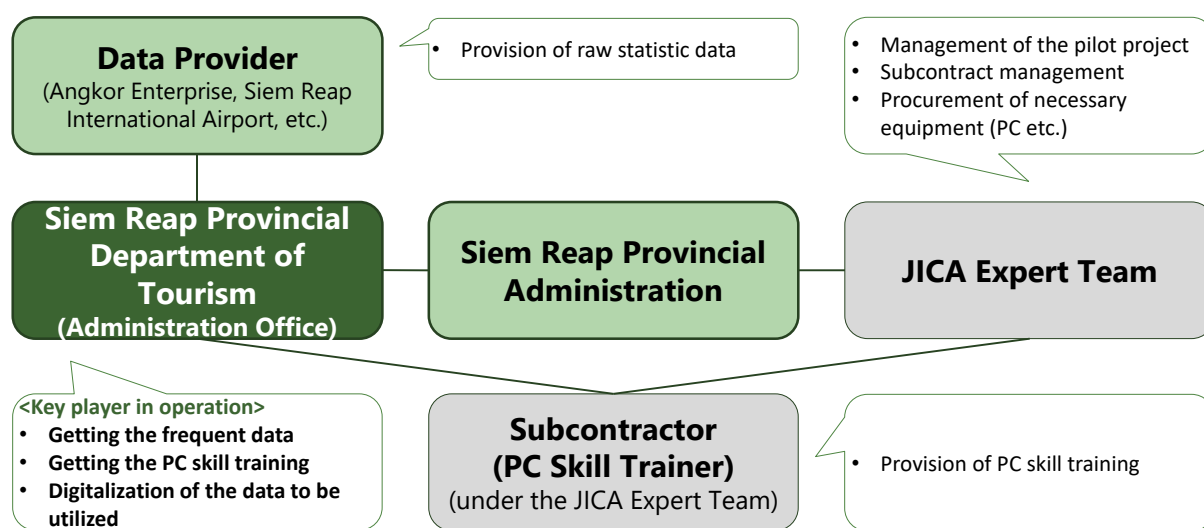 Data Provider
(Angkor Enterprise, Siem Reap
International Airport, etc.)
• Provision of raw statistic data
• Management of the pilot project
• Subcontract management
• Procurement of necessary
equipment (PC etc.)
Siem Reap Provincial
Department of
Tourism
(Administration Office)
Siem Reap Provincial
Administration
JICA Expert Team
<Key player in operation>
• Getting the frequent data
• Getting the PC skill training
• Digitalization of the data to be
utilized
Subcontractor
(PC Skill Trainer)
(under the JICA Expert Team)
• Provision of PC skill training